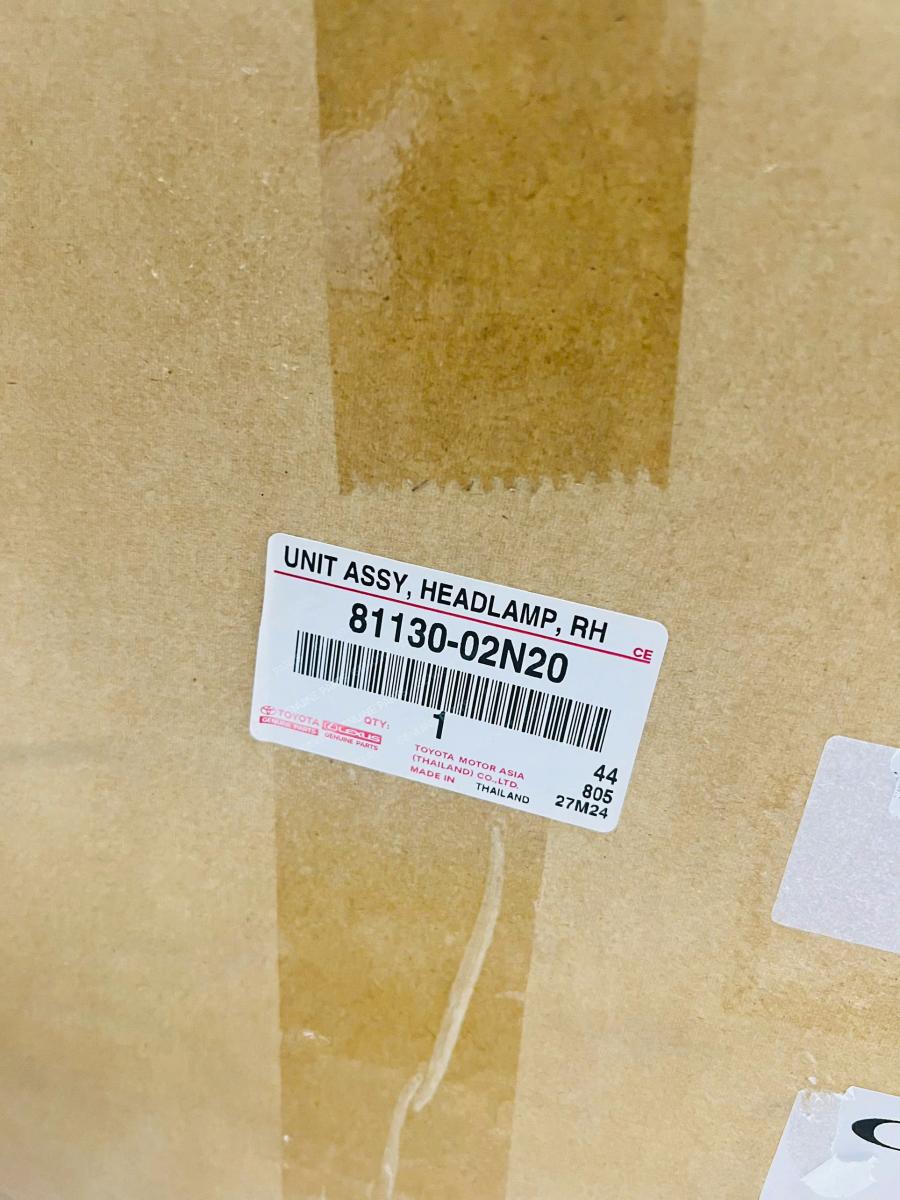 UNIT ASSY, HEADLAMP, RH
CE
81130-02N20
TOYOTA
GENUINE PARTS
LEXUS
GENUINE PARTS
QTY:
1
TOYOTA MOTOR ASIA
(THAILAND) CO.,LTD.
MADE IN THAILAND
44
805
27M24